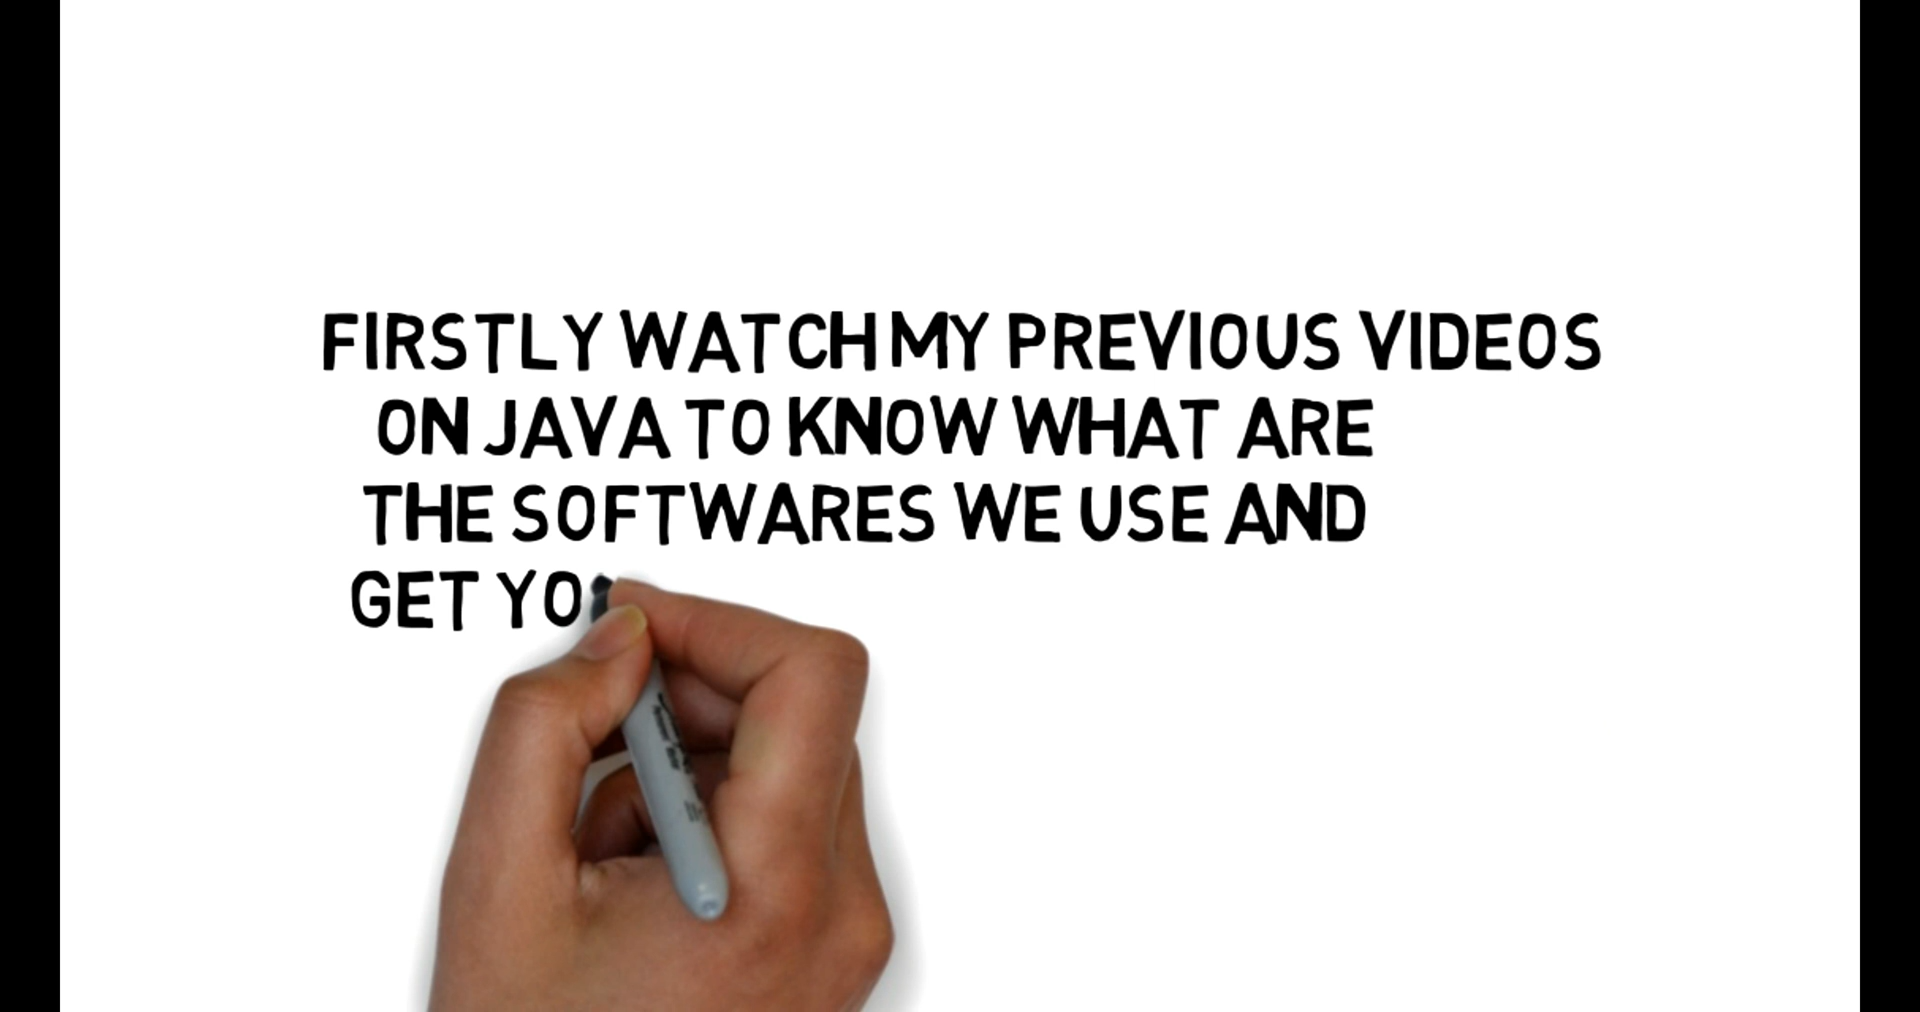 FIRSTLY WATCH MY PREVIOUS VIDEOS
ON JAVA TO KNOW WHAT ARE
THE SOFTWARES WE USE AND
GET YO